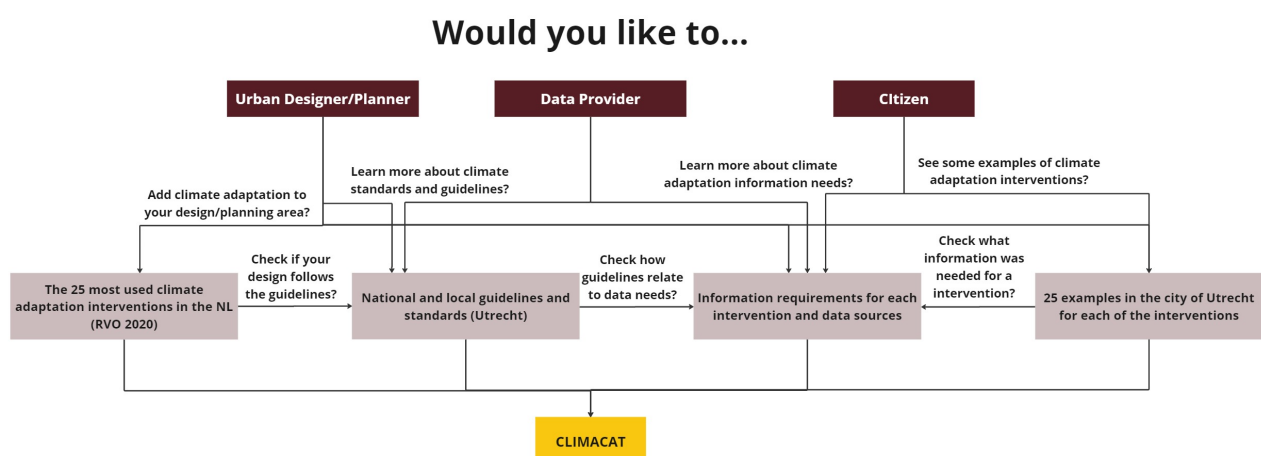 Would you like to...
Urban Designer/Planner
Data Provider
CItizen
Learn more about climate
standards and guidelines?
Learn more about climate
adaptation information needs?
See some examples of climate
adaptation interventions?
Add climate adaptation to
your design/planning area?
Check if your
design follows
the guidelines?
Check how
guidelines relate
to data needs?
Check what
information was
needed for a
intervention?
The 25 most used climate
adaptation interventions in the NL
(RVO 2020)
National and local guidelines and
standards (Utrecht)
Information requirements for each
intervention and data sources
25 examples in the city of Utrecht
for each of the interventions
CLIMACAT